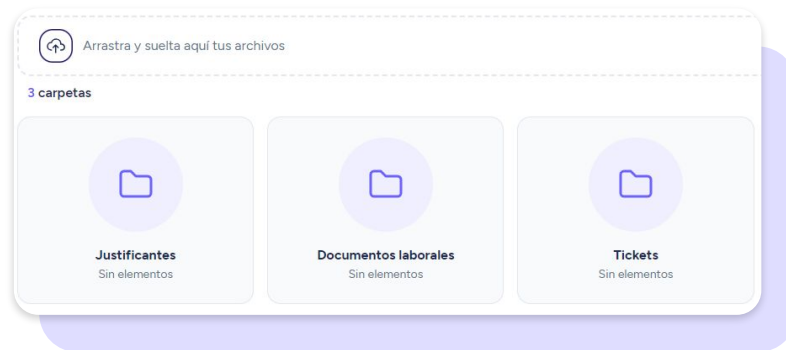 Arrastra y suelta aquí tus archivos
3 carpetas
Justificantes
Sin elementos
Documentos laborales
Sin elementos
Tickets
Sin elementos